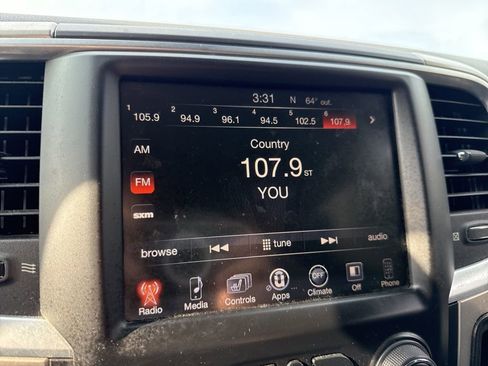 3:31 N 64° out.
1 105.9 2 94.9 3 96.1 4 94.5 5 102.5 6 107.9
AM
FM
sxm
Country
107.9 ST
YOU
browse tune audio
Radio Media Controls Apps Climate Off Phone
OFF